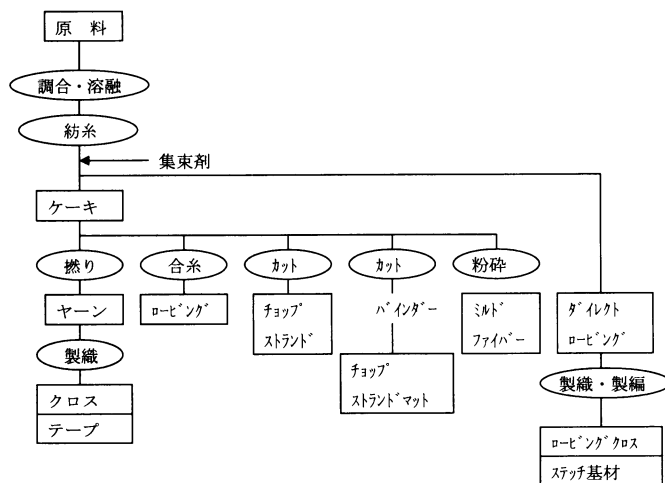 原 料
調合・溶融
紡糸
集束剤
ケーキ
撚り
合糸
カット
カット
粉砕
ヤーン
ロービング
チョップ
ストランド
バインダー
ミルド
ファイバー
ダイレクト
ロービング
製織
チョップ
ストランドマット
製織・製編
クロス
テープ
ロービングクロス
ステッチ基材